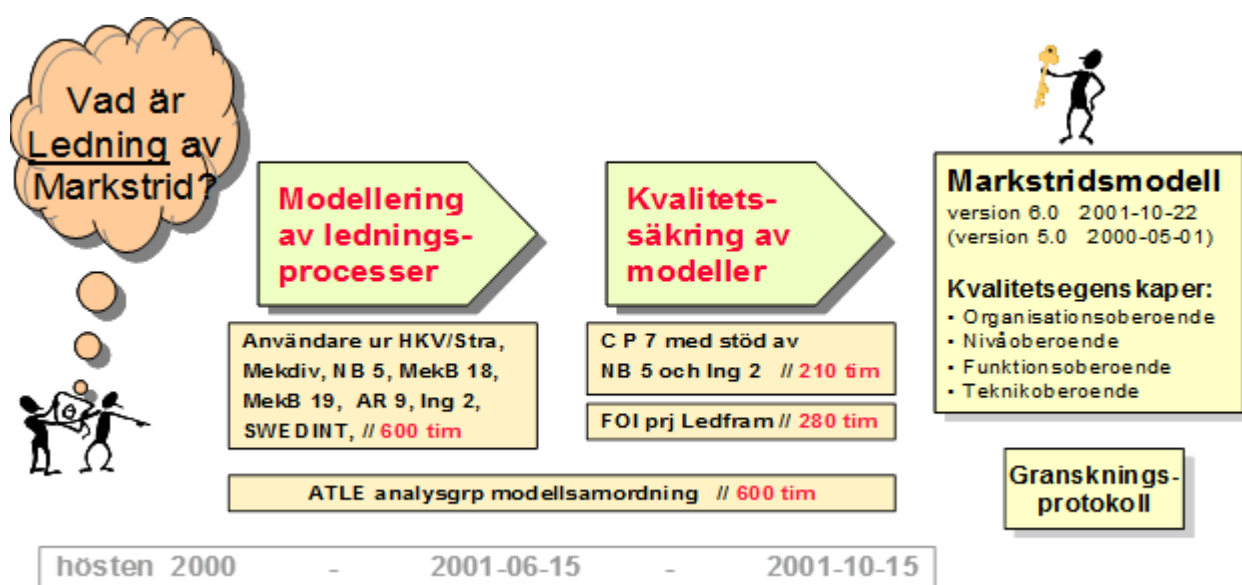 Vad är
Ledning av
Markstrid?
Modellering
av lednings-
processer
Kvalitets-
säkring av
modeller
Markstridsmodell
version 6.0 2001-10-22
(version 5.0 2000-05-01)
Kvalitetsegenskaper:
• Organisationsoberoende
• Nivåoberoende
• Funktionsoberoende
• Teknikoberoende
Användare ur HKV/Stra,
Mekdiv, NB 5, MekB 18,
MekB 19, AR 9, Ing 2,
SWEDINT, // 600 tim
C P 7 med stöd av
NB 5 och Ing 2 // 210 tim
FOI prj Ledfram // 280 tim
ATLE analysgrp modellsamordning // 600 tim
Gransknings-
protokoll
hösten 2000 - 2001-06-15 - 2001-10-15